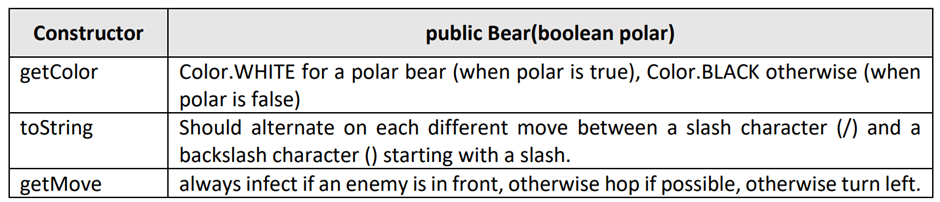 Constructor public Bear(boolean polar)
getColor Color.WHITE for a polar bear (when polar is true), Color.BLACK otherwise (when
polar is false)
toString Should alternate on each different move between a slash character (/) and a
backslash character () starting with a slash.
getMove always infect if an enemy is in front, otherwise hop if possible, otherwise turn left.